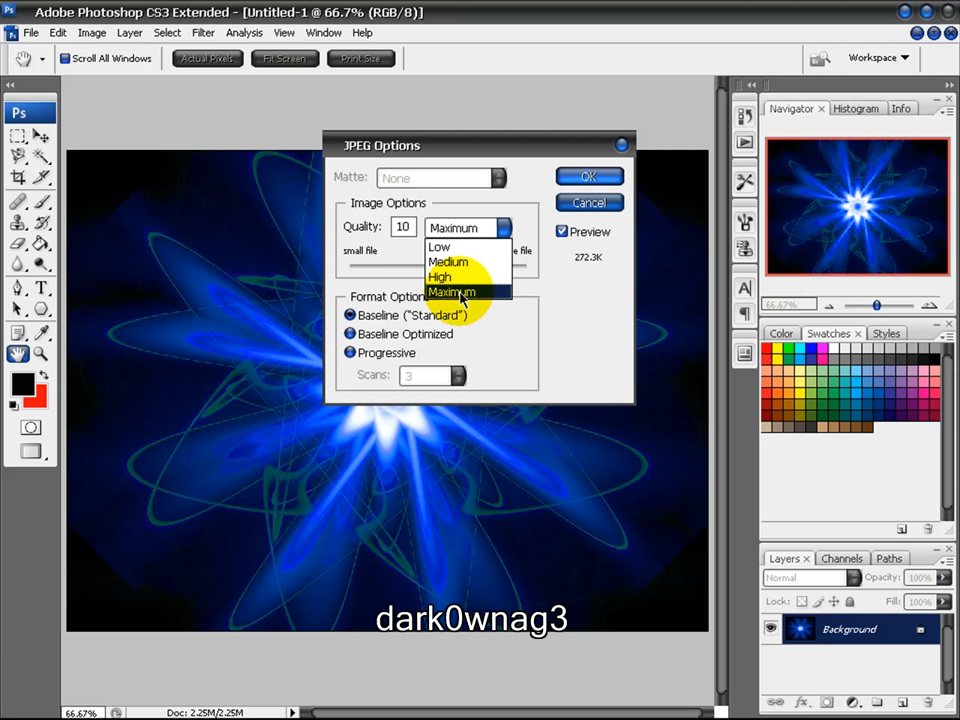 Adobe Photoshop CS3 Extended - [Untitled-1 @ 66.7% (RGB/8)]
File Edit Image Layer Select Filter Analysis View Window Help
Scroll All Windows Actual Pixels Fit Screen Print Size Workspace
Ps
Navigator Histogram Info
66.67%
Color Swatches Styles
Layers Channels Paths
Normal Opacity: 100%
Lock: Fill: 100%
Background
JPEG Options
Matte: None
OK
Cancel
Preview
272.3K
Image Options
Quality: 10 Maximum
small file
e file
Low
Medium
High
Maximum
Format Option
Baseline ("Standard")
Baseline Optimized
Progressive
Scans: 3
dark0wnag3
66.67% Doc: 2.25M/2.25M